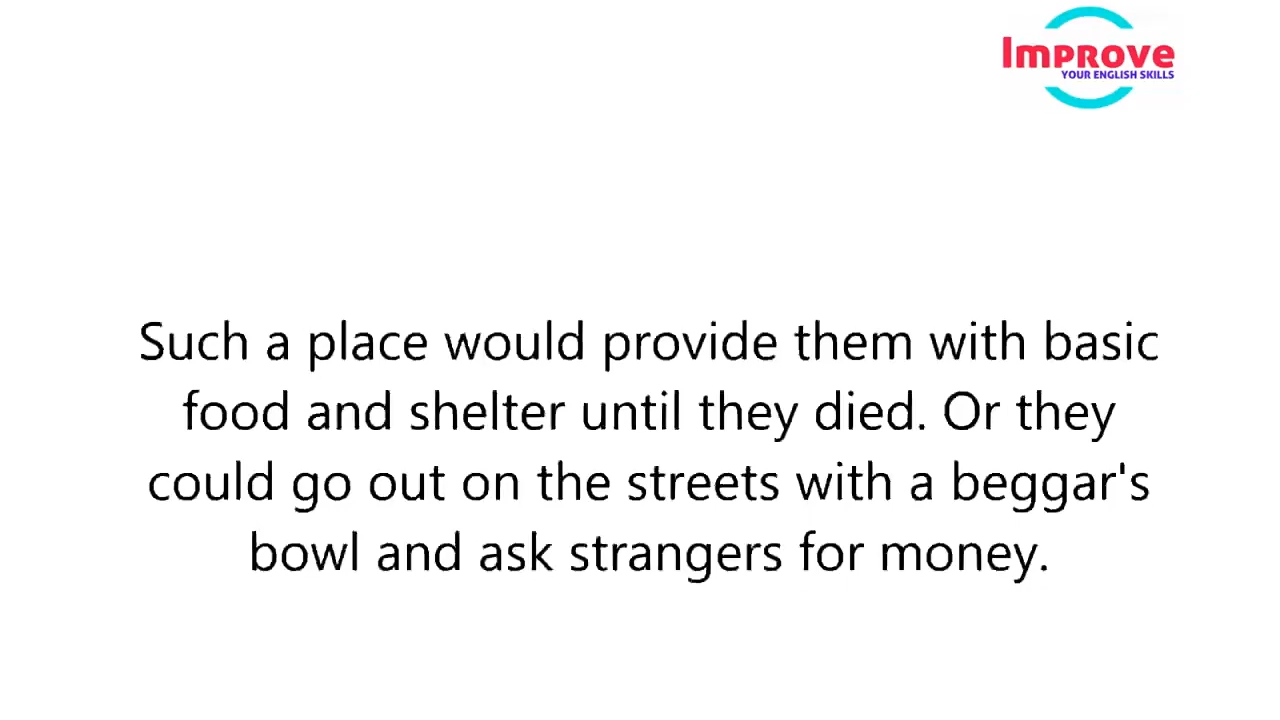 Improve
YOUR ENGLISH SKILLS
Such a place would provide them with basic
food and shelter until they died. Or they
could go out on the streets with a beggar's
bowl and ask strangers for money.